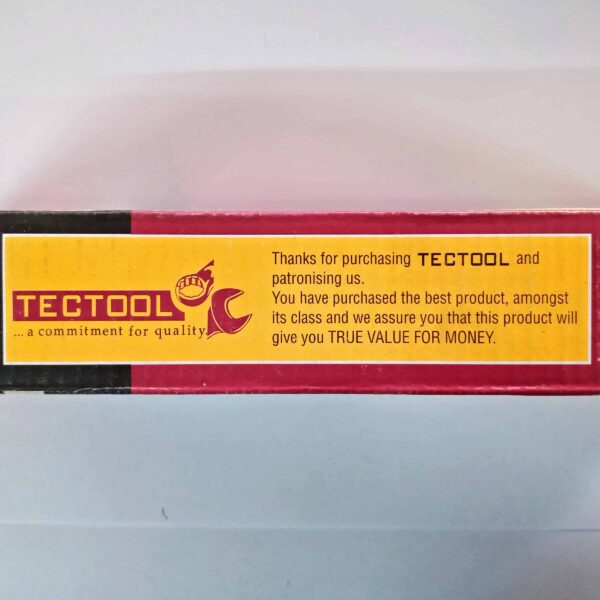 TECTOOL
...a commitment for quality
Thanks for purchasing TECTOOL and
patronising us.
You have purchased the best product, amongst
its class and we assure you that this product will
give you TRUE VALUE FOR MONEY.